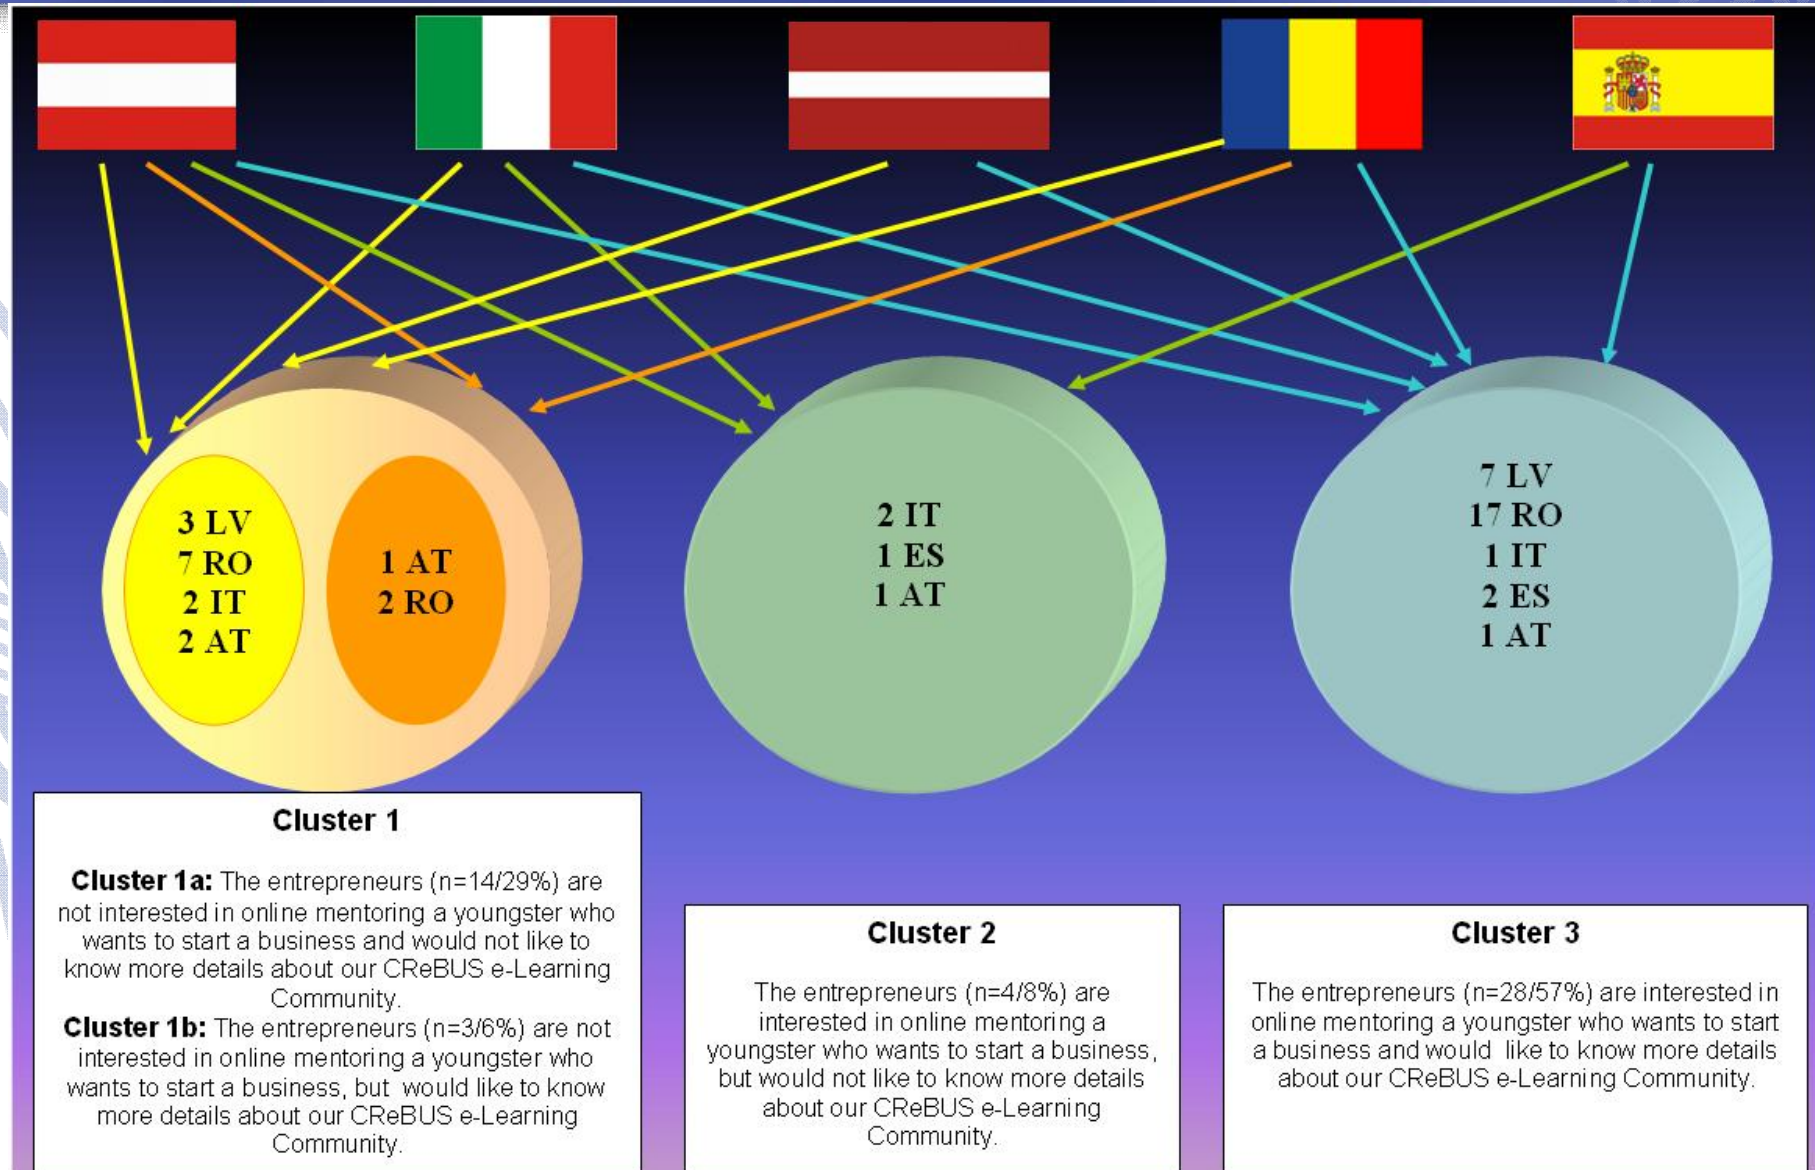 3 LV
7 RO
2 IT
2 AT
1 AT
2 RO
2 IT
1 ES
1 AT
7 LV
17 RO
1 IT
2 ES
1 AT
Cluster 1
Cluster 1a: The entrepreneurs (n=14/29%) are
not interested in online mentoring a youngster who
wants to start a business and would not like to
know more details about our CReBUS e-Learning
Community.
Cluster 1b: The entrepreneurs (n=3/6%) are not
interested in online mentoring a youngster who
wants to start a business, but would like to know
more details about our CReBUS e-Learning
Community.
Cluster 2
The entrepreneurs (n=4/8%) are
interested in online mentoring a
youngster who wants to start a business,
but would not like to know more details
about our CReBUS e-Learning
Community.
Cluster 3
The entrepreneurs (n=28/57%) are interested in
online mentoring a youngster who wants to start
a business and would like to know more details
about our CReBUS e-Learning Community.